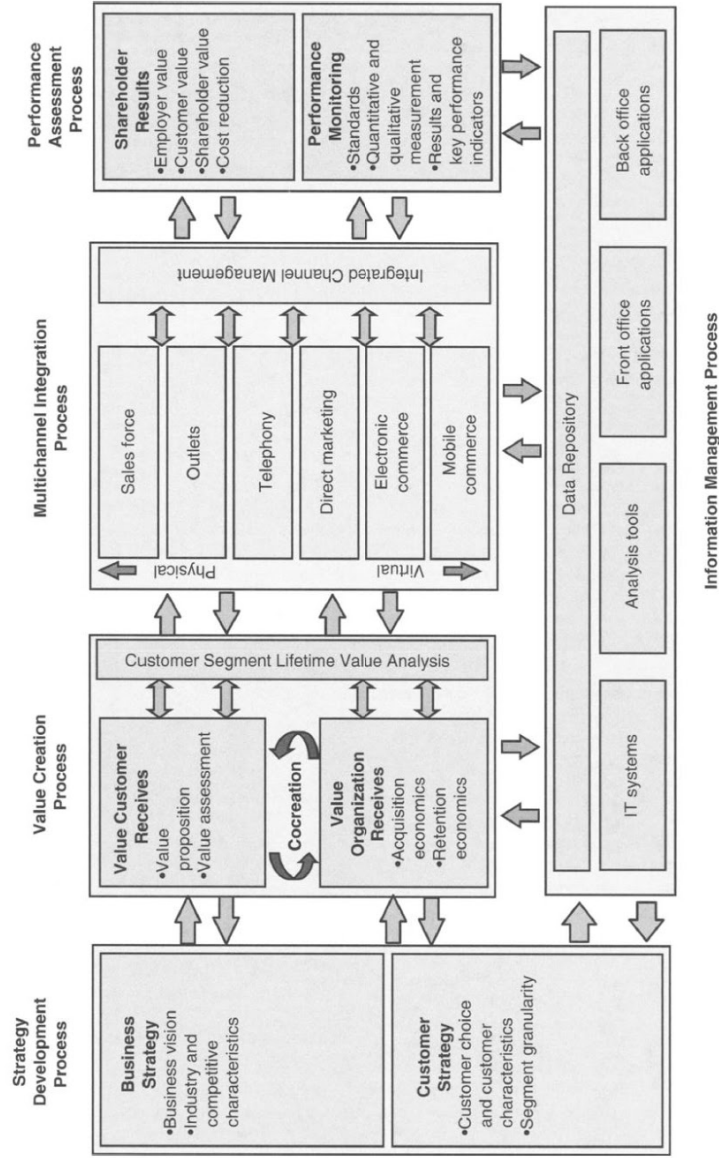 Strategy
Development
Process
Business
Strategy
•Business vision
•Industry and
competitive
characteristics
Customer
Strategy
•Customer choice
and customer
characteristics
•Segment granularity
Value Creation
Process
Value Customer
Receives
•Value
proposition
•Value assessment
Cocreation
Value
Organization
Receives
•Acquisition
economics
•Retention
economics
Customer Segment Lifetime Value Analysis
Multichannel Integration
Process
Physical
Virtual
Sales force
Outlets
Telephony
Direct marketing
Electronic
commerce
Mobile
commerce
Integrated Channel Management
Performance
Assessment
Process
Shareholder
Results
•Employer value
•Customer value
•Shareholder value
•Cost reduction
Performance
Monitoring
•Standards
•Quantitative and
qualitative
measurement
•Results and
key performance
indicators
Data Repository
IT systems
Analysis tools
Front office
applications
Back office
applications
Information Management Process